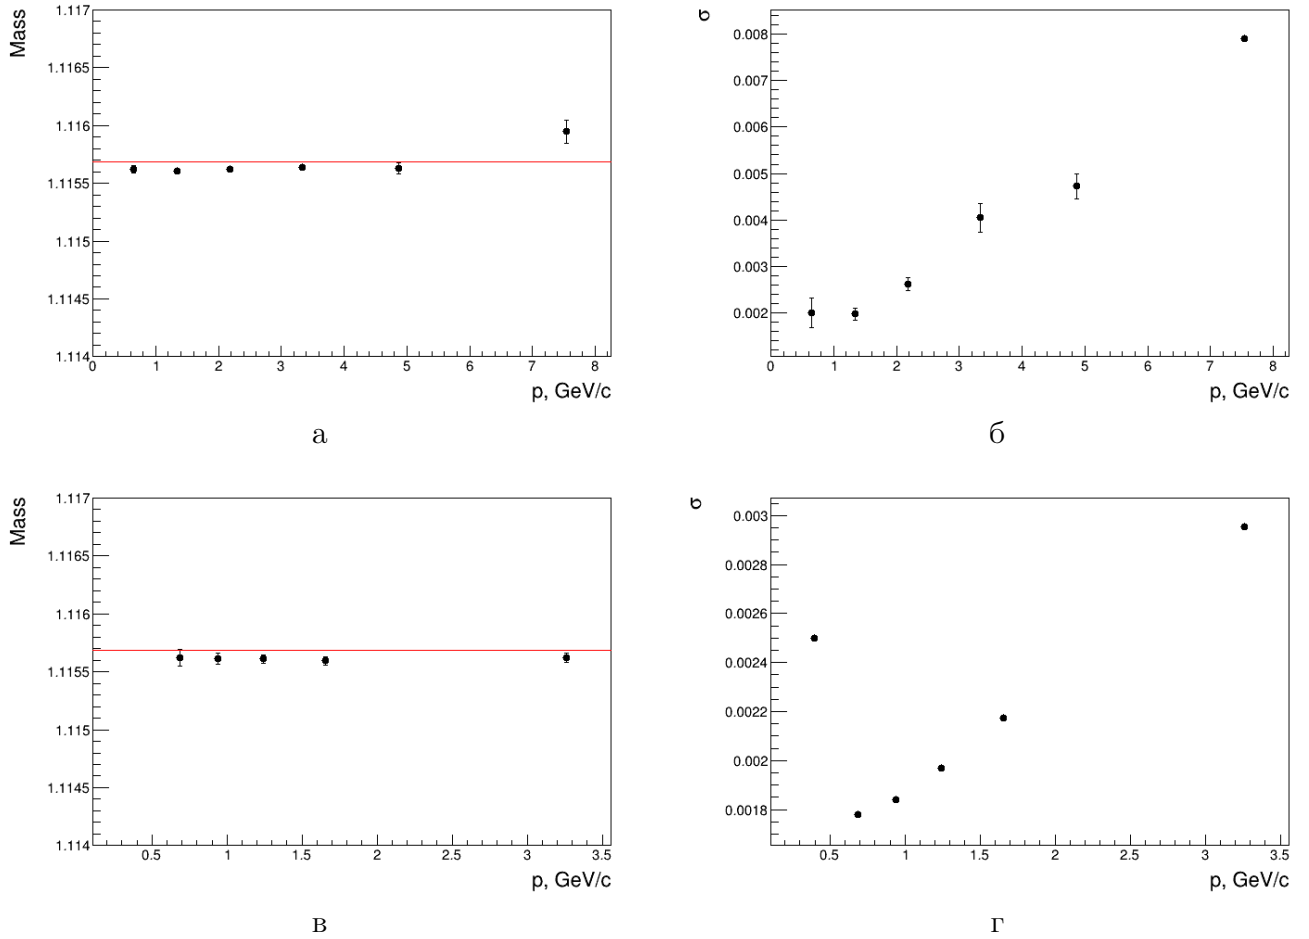 Mass
1.117
1.1165
1.116
1.1155
1.115
1.1145
1.114
0 1 2 3 4 5 6 7 8
p, GeV/c
а
σ
0.008
0.007
0.006
0.005
0.004
0.003
0.002
0 1 2 3 4 5 6 7 8
p, GeV/c
б
Mass
1.117
1.1165
1.116
1.1155
1.115
1.1145
1.114
0.5 1 1.5 2 2.5 3 3.5
p, GeV/c
в
σ
0.003
0.0028
0.0026
0.0024
0.0022
0.002
0.0018
0.5 1 1.5 2 2.5 3 3.5
p, GeV/c
г